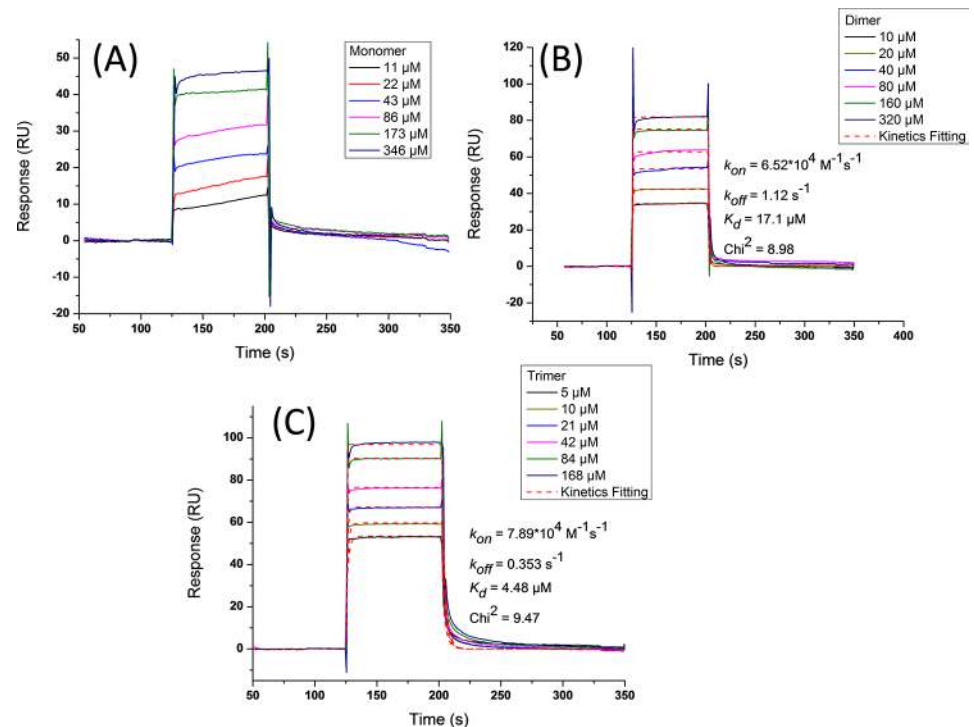 (A)
Monomer
11 µM
22 µM
43 µM
86 µM
173 µM
346 µM
Response (RU)
50
40
30
20
10
0
-10
-20
50 100 150 200 250 300 350
Time (s)
(B)
Dimer
10 µM
20 µM
40 µM
80 µM
160 µM
320 µM
Kinetics Fitting
k_on = 6.52*10^4 M^-1s^-1
k_off = 1.12 s^-1
K_d = 17.1 µM
Chi^2 = 8.98
Response (RU)
120
100
80
60
40
20
0
-20
50 100 150 200 250 300 350 400
Time (s)
(C)
Trimer
5 µM
10 µM
21 µM
42 µM
84 µM
168 µM
Kinetics Fitting
k_on = 7.89*10^4 M^-1s^-1
k_off = 0.353 s^-1
K_d = 4.48 µM
Chi^2 = 9.47
Response (RU)
100
80
60
40
20
0
50 100 150 200 250 300 350
Time (s)